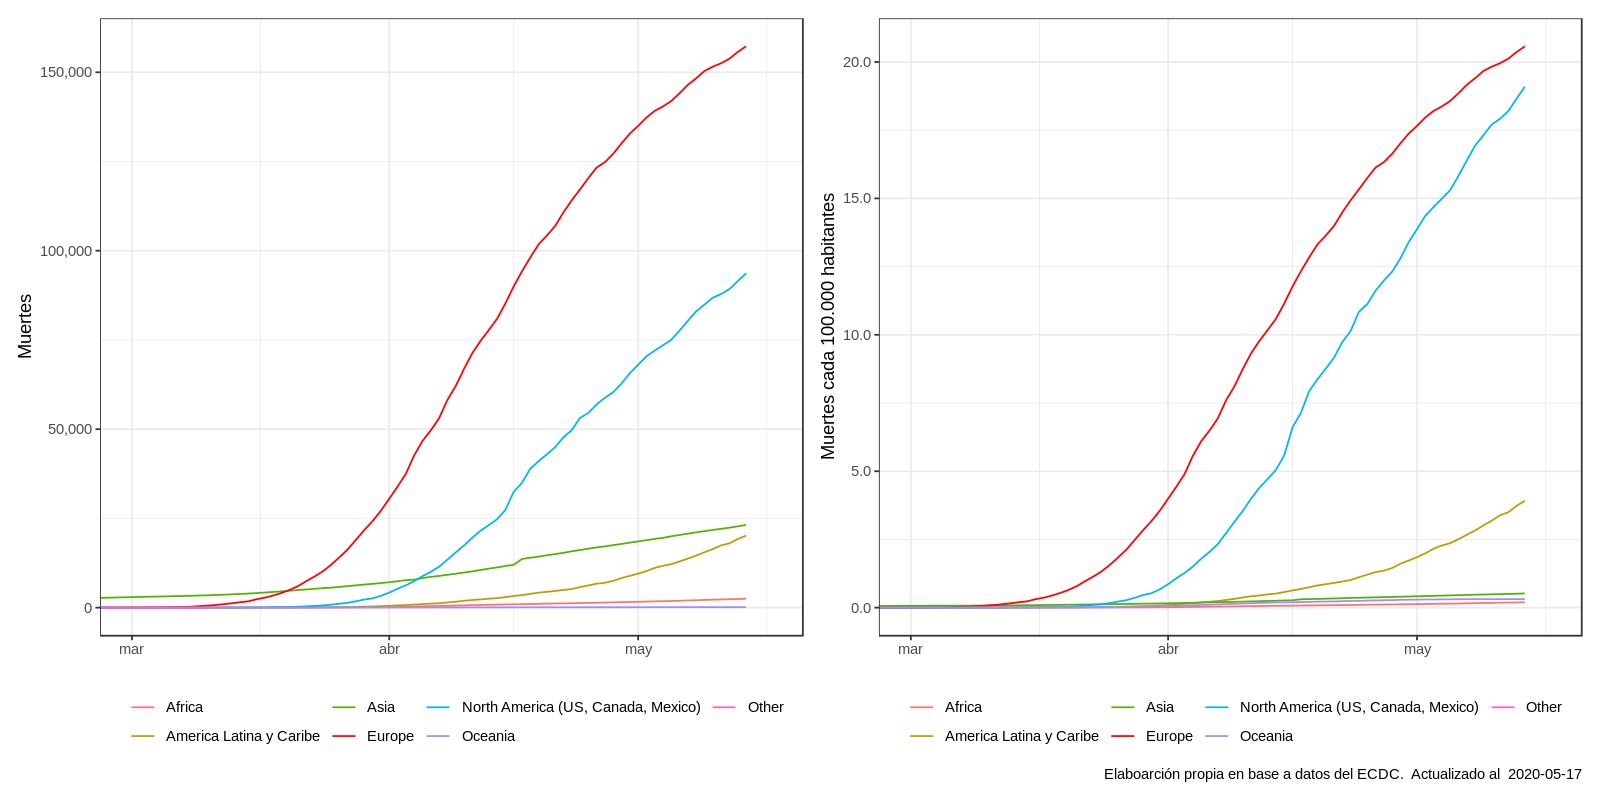 Muertes
150,000
100,000
50,000
0
mar abr may
Africa Asia North America (US, Canada, Mexico) Other
America Latina y Caribe Europe Oceania
Muertes cada 100.000 habitantes
20.0
15.0
10.0
5.0
0.0
mar abr may
Africa Asia North America (US, Canada, Mexico) Other
America Latina y Caribe Europe Oceania
Elaboarción propia en base a datos del ECDC. Actualizado al 2020-05-17